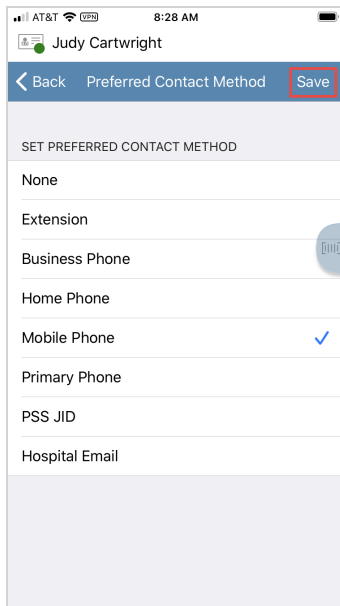 AT&T VPN 8:28 AM
Judy Cartwright
Back Preferred Contact Method Save
SET PREFERRED CONTACT METHOD
None
Extension
Business Phone
Home Phone
Mobile Phone
Primary Phone
PSS JID
Hospital Email